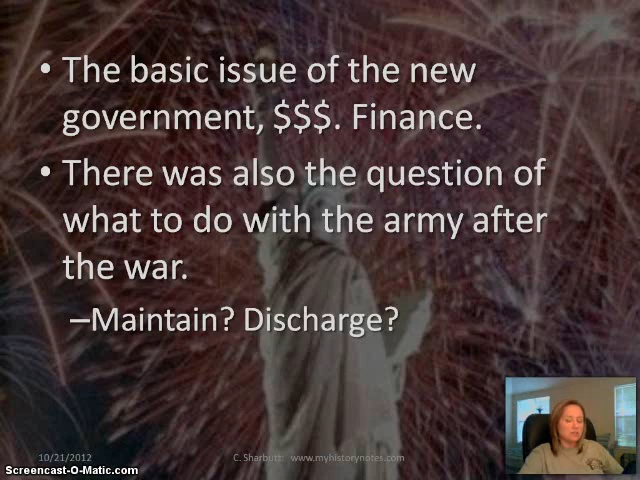 • The basic issue of the new
government, $$$. Finance.
• There was also the question of
what to do with the army after
the war.
–Maintain? Discharge?
10/21/2012
C. Sharbutt: www.myhistorynotes.com
Screencast-O-Matic.com